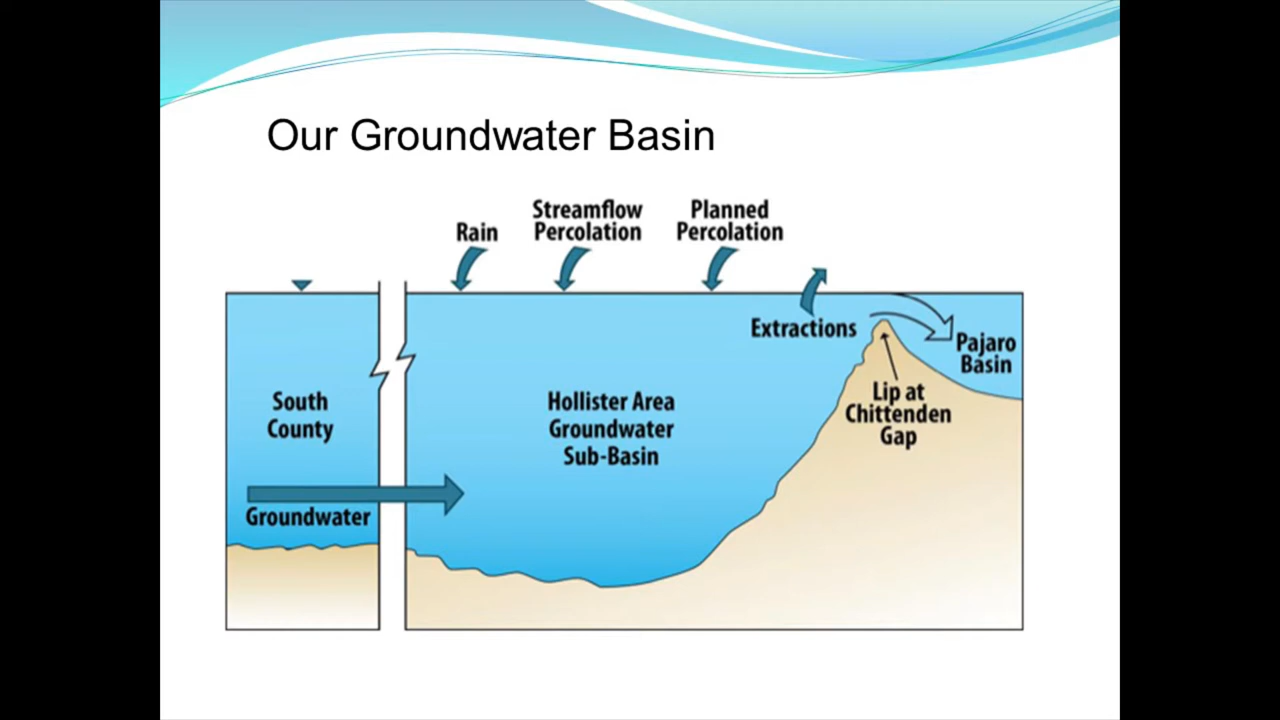 Our Groundwater Basin
Rain
Streamflow
Percolation
Planned
Percolation
Extractions
Pajaro
Basin
Lip at
Chittenden
Gap
South
County
Hollister Area
Groundwater
Sub-Basin
Groundwater